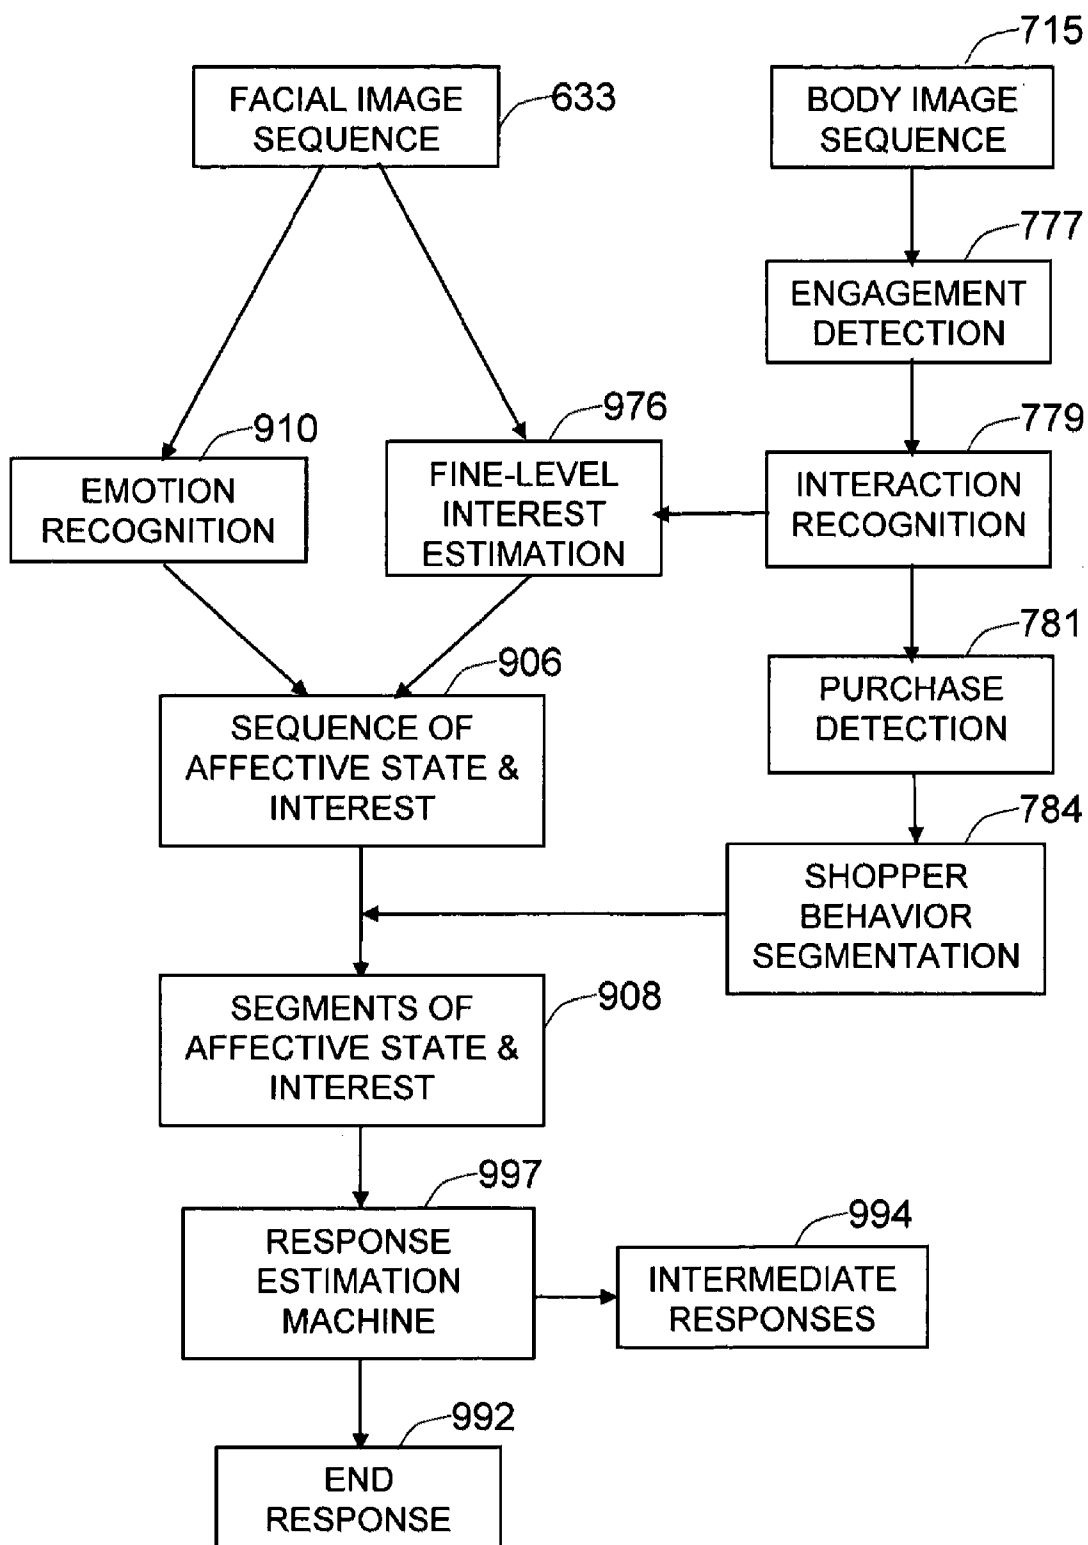 715
FACIAL IMAGE
SEQUENCE
633
BODY IMAGE
SEQUENCE
777
ENGAGEMENT
DETECTION
910
EMOTION
RECOGNITION
976
FINE-LEVEL
INTEREST
ESTIMATION
779
INTERACTION
RECOGNITION
781
PURCHASE
DETECTION
906
SEQUENCE OF
AFFECTIVE STATE &
INTEREST
784
SHOPPER
BEHAVIOR
SEGMENTATION
SEGMENTS OF
AFFECTIVE STATE &
INTEREST
908
997
RESPONSE
ESTIMATION
MACHINE
994
INTERMEDIATE
RESPONSES
992
END
RESPONSE